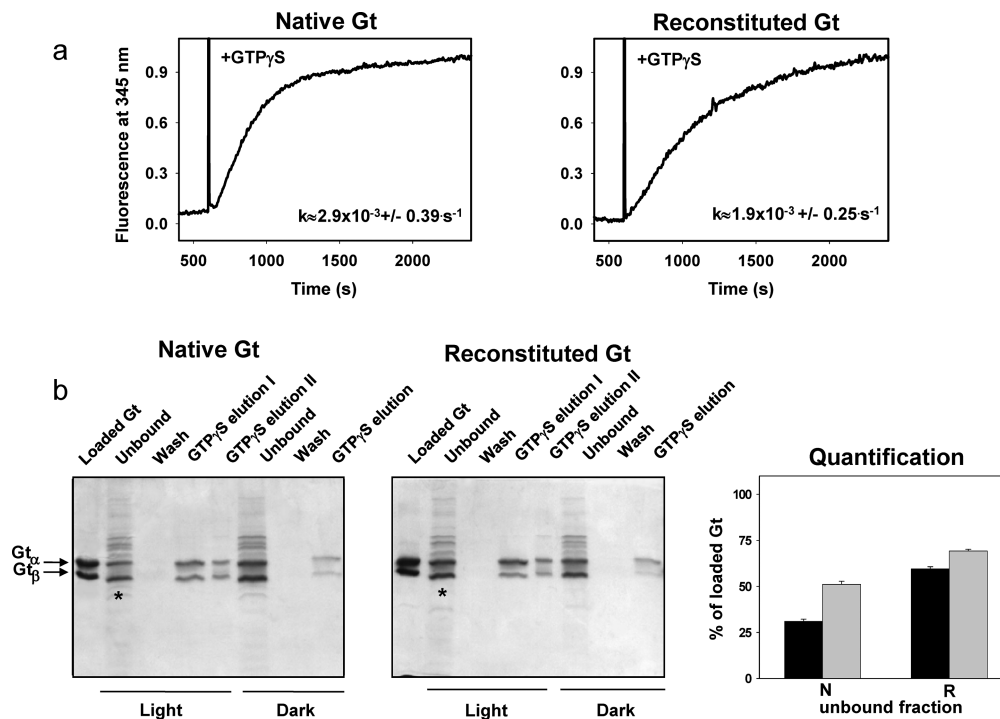 a
Native Gt
Reconstituted Gt
Fluorescence at 345 nm
0.9
0.6
0.3
0.0
+GTPγS
k≈2.9x10⁻³+/- 0.39·s⁻¹
500
1000
1500
2000
Time (s)
0.9
0.6
0.3
0.0
+GTPγS
k≈1.9x10⁻³ +/- 0.25·s⁻¹
500
1000
1500
2000
Time (s)
b
Native Gt
Loaded Gt
Unbound
Wash
GTPγS elution I
GTPγS elution II
Unbound
Wash
GTPγS elution
Gtα
Gtβ
*
Light
Dark
Reconstituted Gt
Loaded Gt
Unbound
Wash
GTPγS elution I
GTPγS elution II
Unbound
Wash
GTPγS elution
*
Light
Dark
Quantification
% of loaded Gt
100
75
50
25
0
N
R
unbound fraction